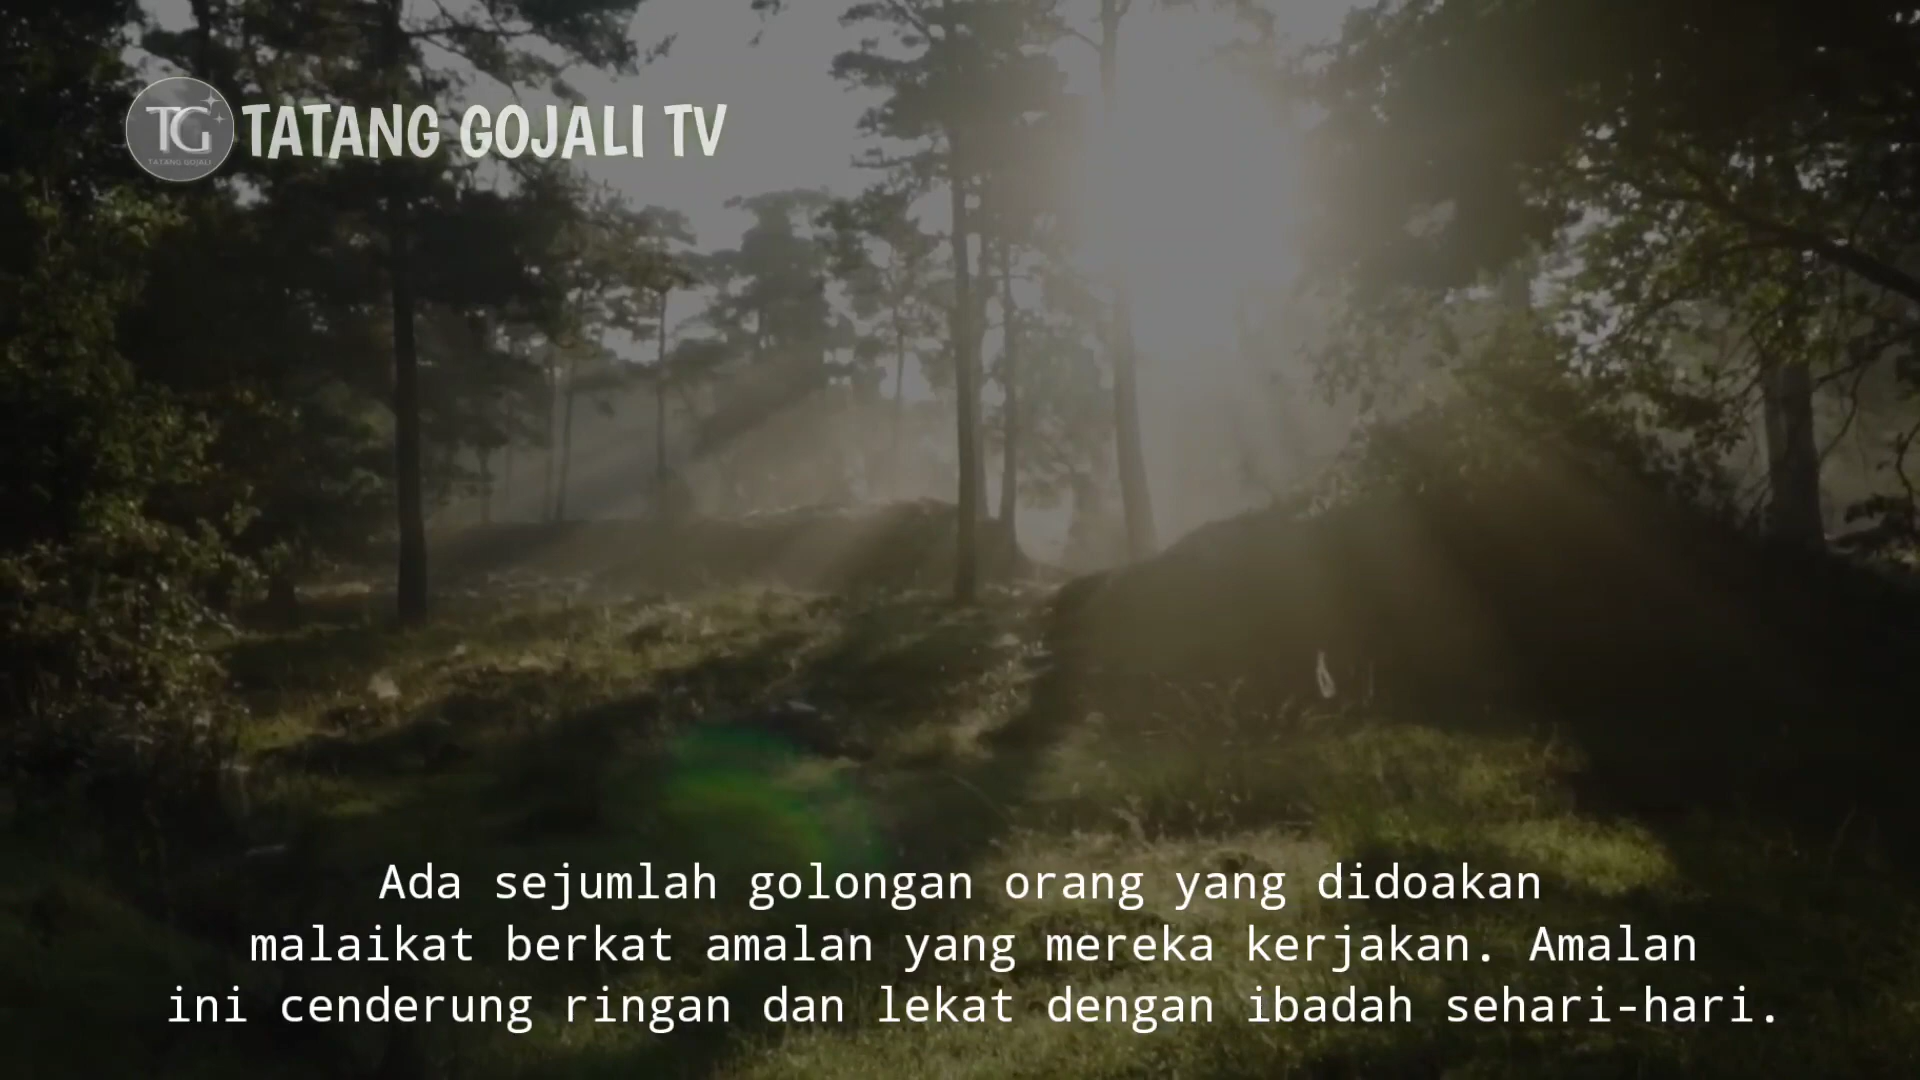 TG
TATANG GOJALI
TATANG GOJALI TV
Ada sejumlah golongan orang yang didoakan
malaikat berkat amalan yang mereka kerjakan. Amalan
ini cenderung ringan dan lekat dengan ibadah sehari-hari.